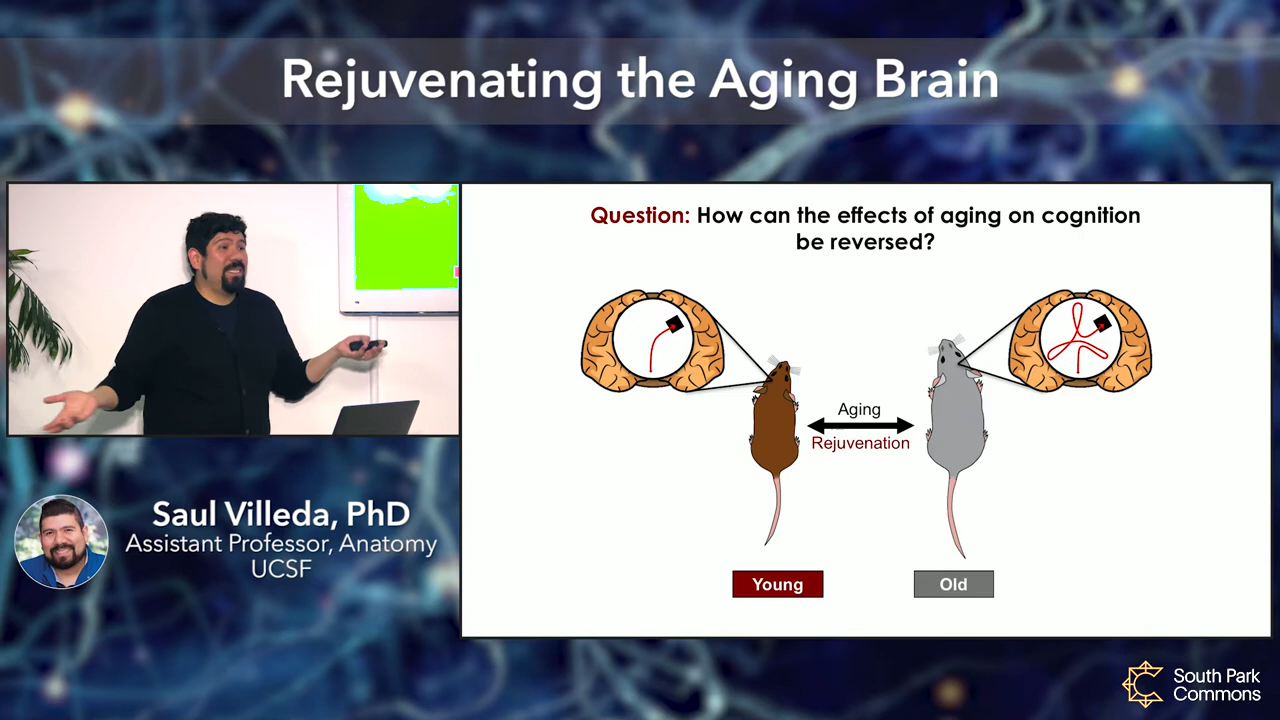 Rejuvenating the Aging Brain
Question: How can the effects of aging on cognition
be reversed?
Aging
Rejuvenation
Young
Old
Saul Villeda, PhD
Assistant Professor, Anatomy
UCSF
South Park
Commons